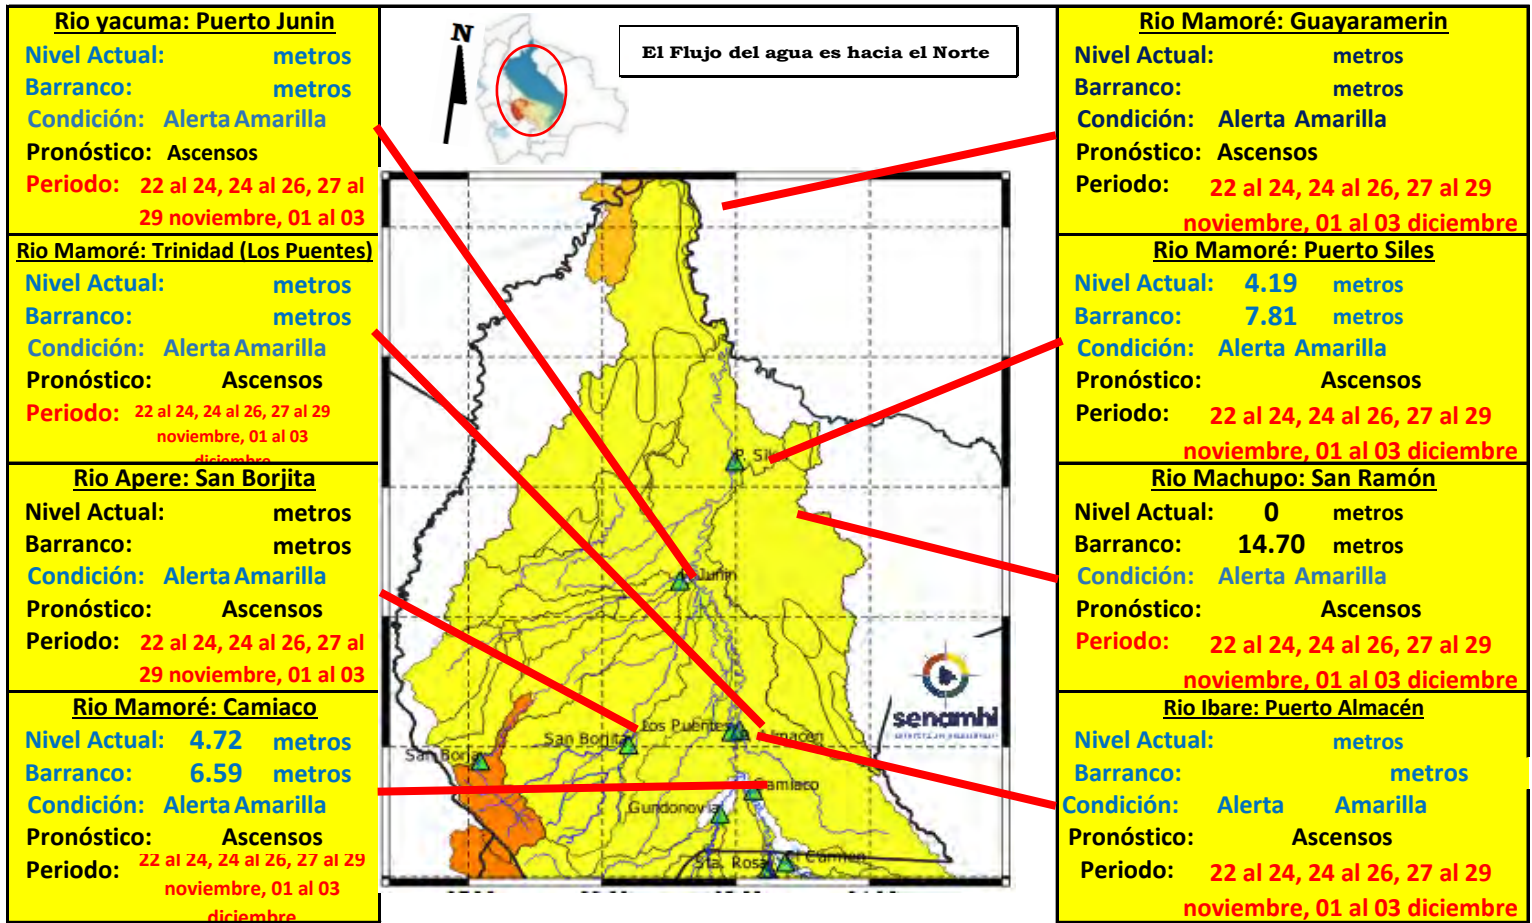 Rio yacuma: Puerto Junin
Nivel Actual: metros
Barranco: metros
Condición: Alerta Amarilla
Pronóstico: Ascensos
Periodo: 22 al 24, 24 al 26, 27 al
29 noviembre, 01 al 03
Rio Mamoré: Trinidad (Los Puentes)
Nivel Actual: metros
Barranco: metros
Condición: Alerta Amarilla
Pronóstico: Ascensos
Periodo: 22 al 24, 24 al 26, 27 al 29
noviembre, 01 al 03
diciembre
Rio Apere: San Borjita
Nivel Actual: metros
Barranco: metros
Condición: Alerta Amarilla
Pronóstico: Ascensos
Periodo: 22 al 24, 24 al 26, 27 al
29 noviembre, 01 al 03
Rio Mamoré: Camiaco
Nivel Actual: 4.72 metros
Barranco: 6.59 metros
Condición: Alerta Amarilla
Pronóstico: Ascensos
Periodo: 22 al 24, 24 al 26, 27 al 29
noviembre, 01 al 03
diciembre
N
El Flujo del agua es hacia el Norte
P. Siles
Junin
Los Puentes
San Borjita
Almacen
San Borja
Camiaco
Gundonovia
Sta. Rosa
El Carmen
senamhi
Rio Mamoré: Guayaramerin
Nivel Actual: metros
Barranco: metros
Condición: Alerta Amarilla
Pronóstico: Ascensos
Periodo: 22 al 24, 24 al 26, 27 al 29
noviembre, 01 al 03 diciembre
Rio Mamoré: Puerto Siles
Nivel Actual: 4.19 metros
Barranco: 7.81 metros
Condición: Alerta Amarilla
Pronóstico: Ascensos
Periodo: 22 al 24, 24 al 26, 27 al 29
noviembre, 01 al 03 diciembre
Rio Machupo: San Ramón
Nivel Actual: 0 metros
Barranco: 14.70 metros
Condición: Alerta Amarilla
Pronóstico: Ascensos
Periodo: 22 al 24, 24 al 26, 27 al 29
noviembre, 01 al 03 diciembre
Rio Ibare: Puerto Almacén
Nivel Actual: metros
Barranco: metros
Condición: Alerta Amarilla
Pronóstico: Ascensos
Periodo: 22 al 24, 24 al 26, 27 al 29
noviembre, 01 al 03 diciembre